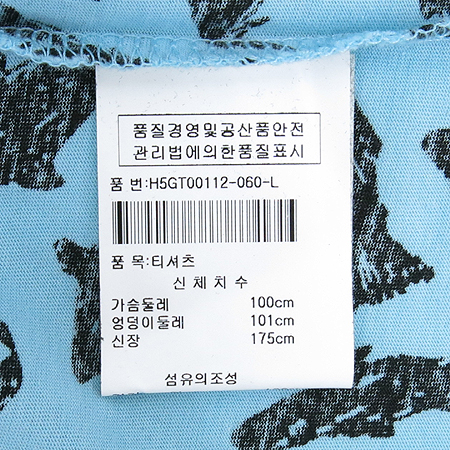 품질경영및공산품안전
관리법에의한품질표시
품 번:H5GT00112-060-L
품 목:티셔츠
신체치수
가슴둘레 100cm
엉덩이둘레 101cm
신장 175cm
섬유의조성